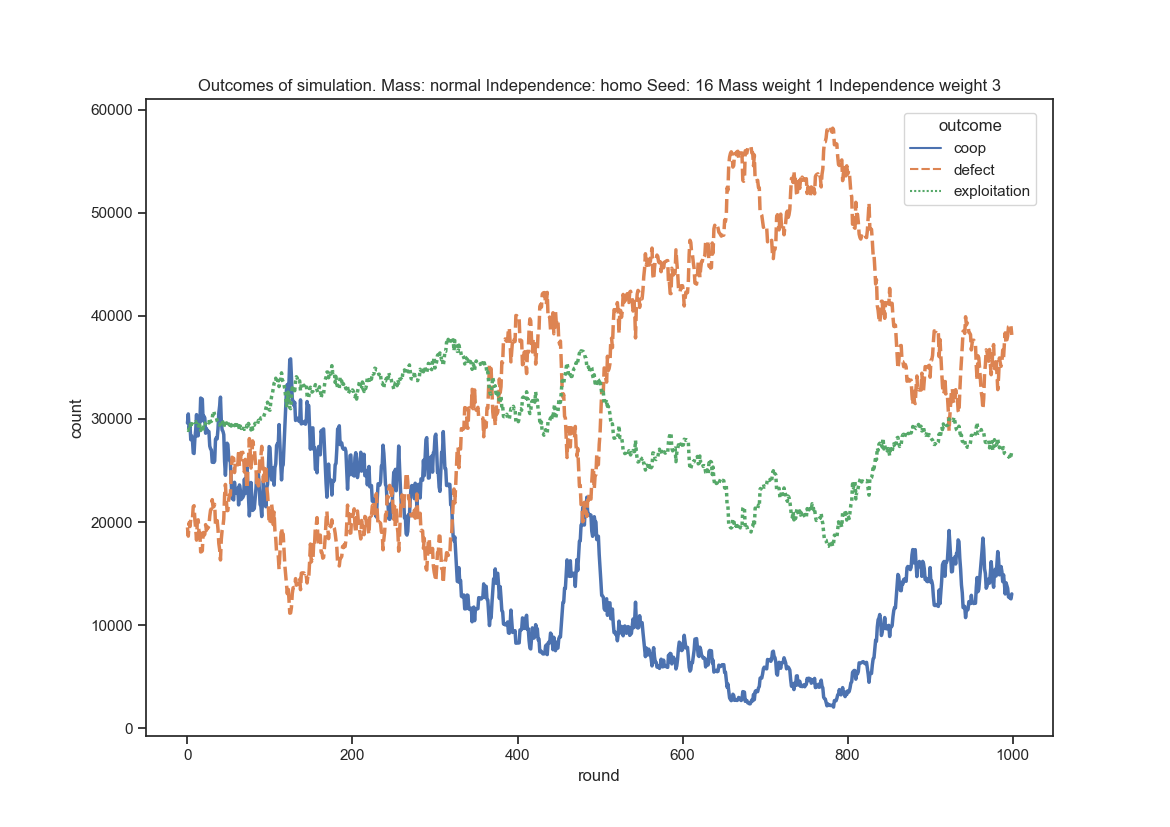 Outcomes of simulation. Mass: normal Independence: homo Seed: 16 Mass weight 1 Independence weight 3
60000
50000
40000
30000
20000
10000
0
count
outcome
coop
defect
exploitation
0 200 400 600 800 1000
round